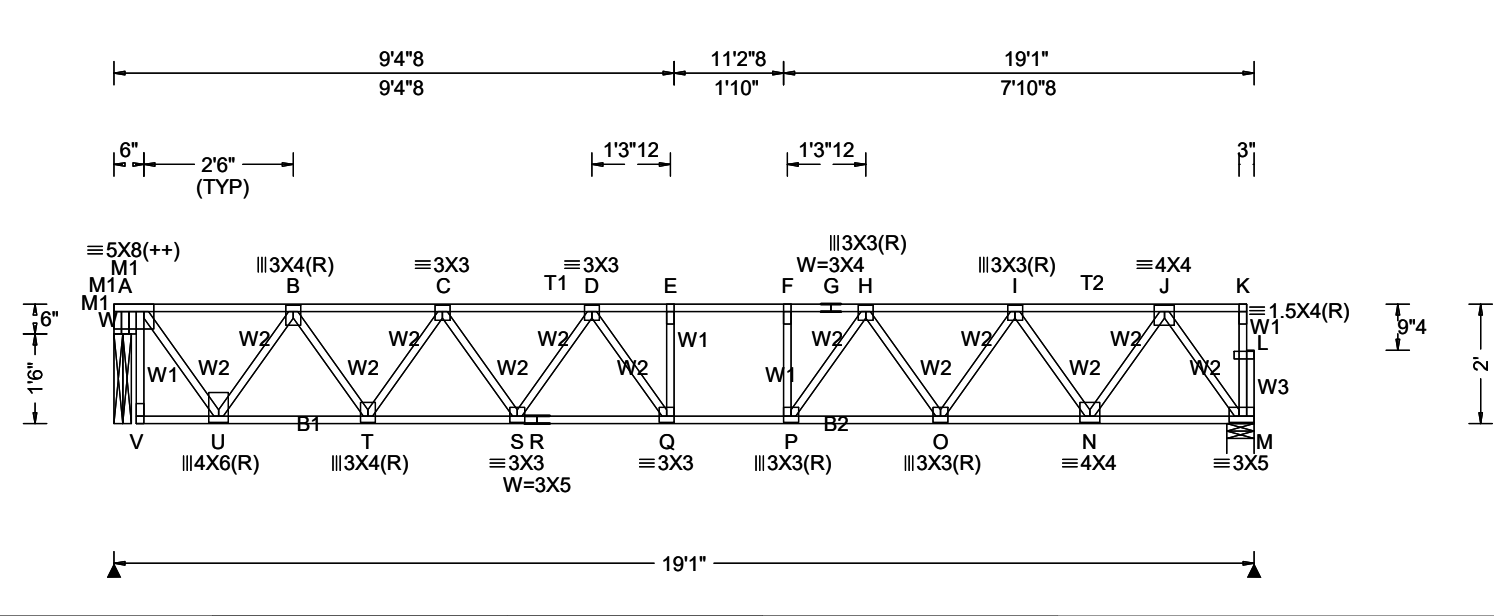 9'4"8 11'2"8 19'1"
9'4"8 1'10" 7'10"8
6" 2'6" 1'3"12 1'3"12 3"
(TYP)
≡5X8(++) |||3X3(R)
M1 |||3X4(R) ≡3X3 ≡3X3 W=3X4 |||3X3(R) ≡4X4
M1 A B C T1 D E F G H I T2 J K
M1 ≡1.5X4(R)
6" W 9"4
W2 W2 W2 W1 W2 W2 W2 W1
L
1'6" W1 W2 W2 W2 W2 W1 W2 W2 W3 2'
B1 B2
V U T S R Q P O N M
|||4X6(R) |||3X4(R) ≡3X3 ≡3X3 |||3X3(R) |||3X3(R) ≡4X4 ≡3X5
W=3X5
19'1"